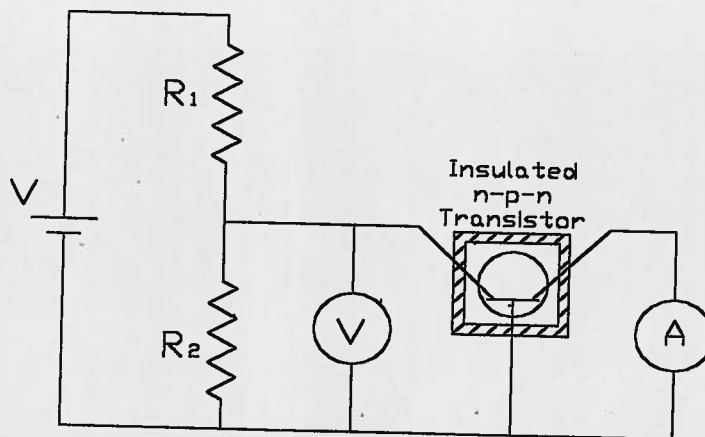 R₁
Insulated
n-p-n
Transistor
V
R₂
V
A